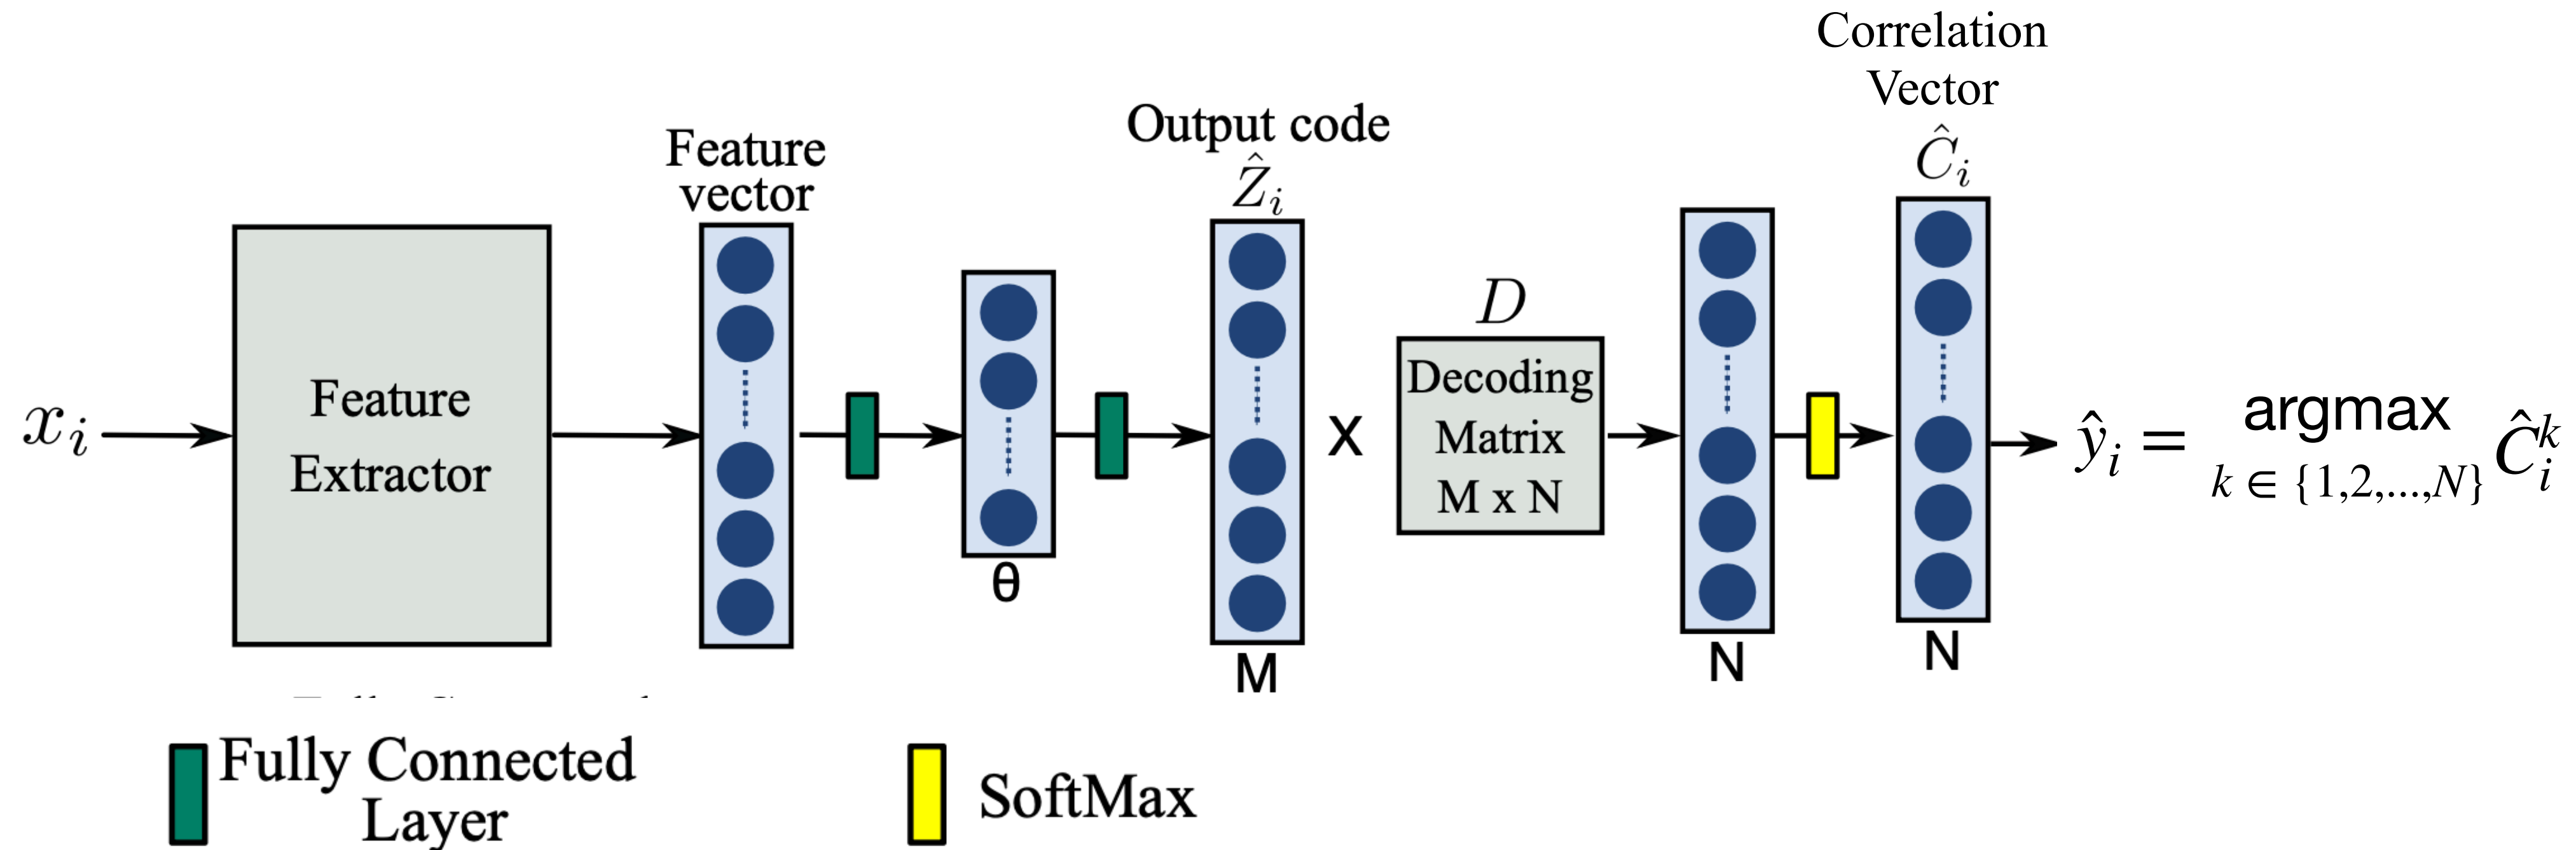 x_i
Feature
Extractor
Feature
vector
θ
Output code
Ẑ_i
M
X
D
Decoding
Matrix
M x N
N
Correlation
Vector
Ĉ_i
N
ŷ_i = argmax Ĉ_i^k
k ∈ {1,2,...,N}
Fully Connected
Layer
SoftMax